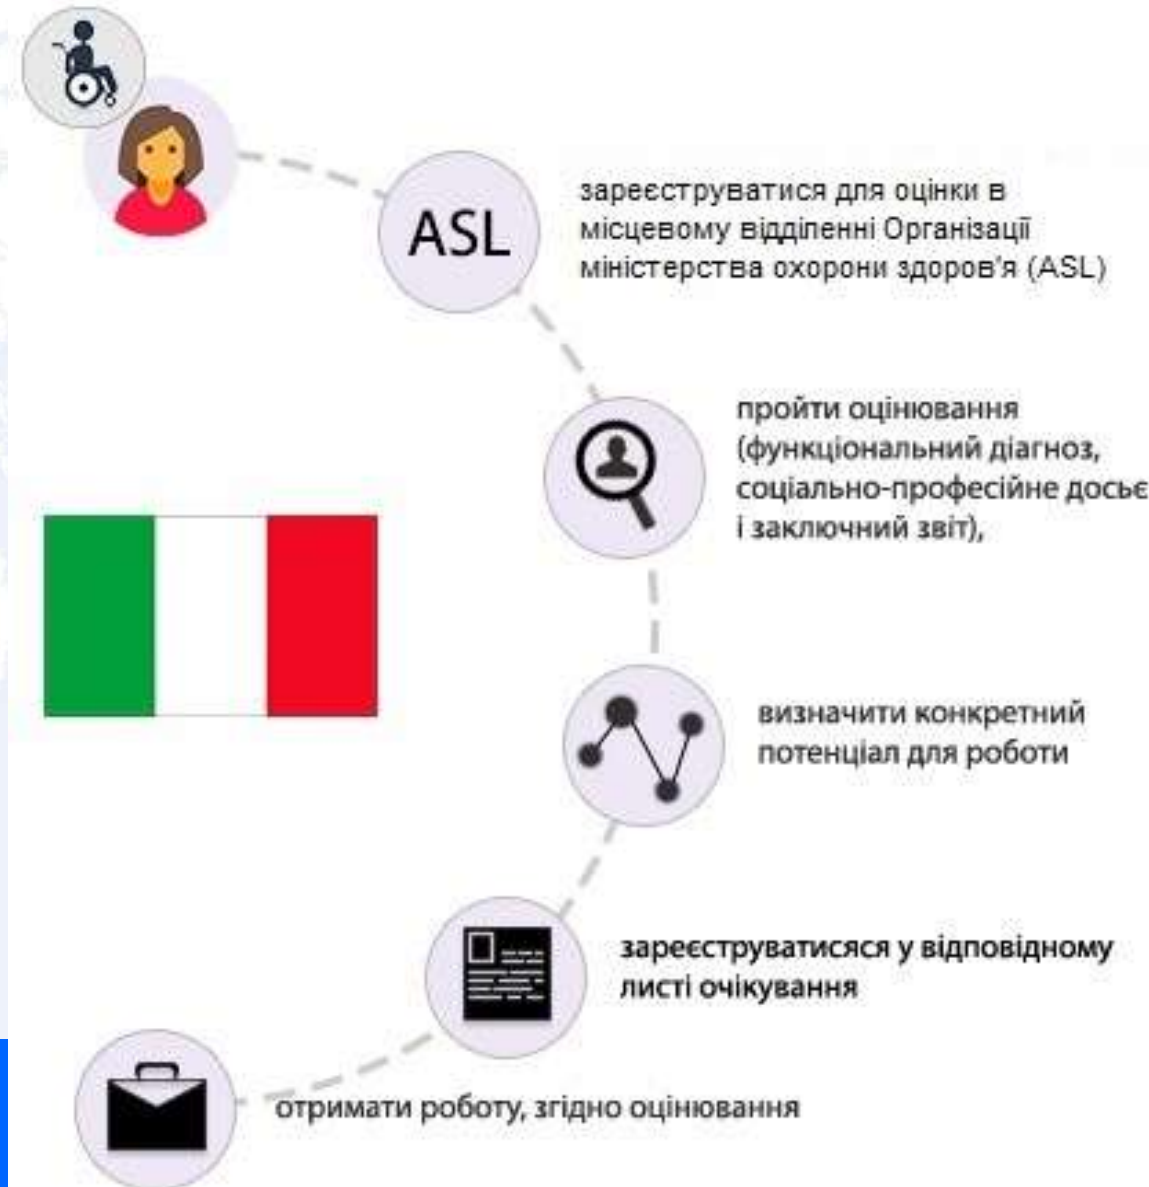 ASL
зареєструватися для оцінки в
місцевому відділенні Організації
міністерства охорони здоров'я (ASL)
пройти оцінювання
(функціональний діагноз,
соціально-професійне досьє
і заключний звіт),
визначити конкретний
потенціал для роботи
зареєструватисяся у відповідному
листі очікування
отримати роботу, згідно оцінювання